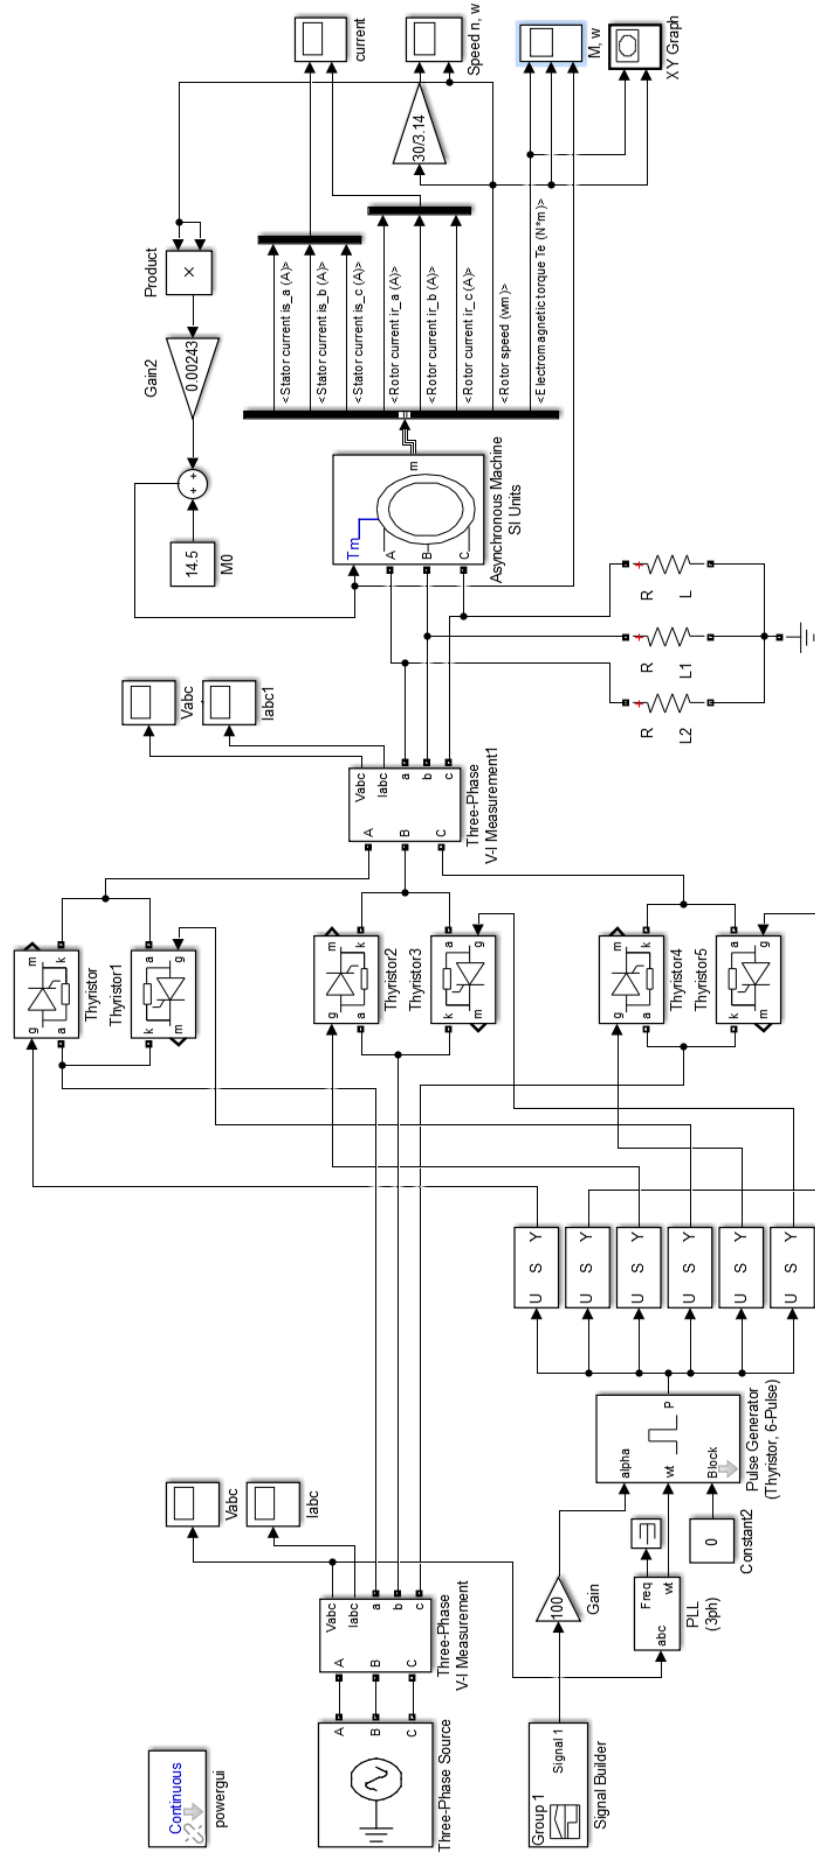 Continuous
powergui
A
B
C
Three-Phase Source
Vabc
Iabc
A
a
B
b
C
c
Three-Phase
V-I Measurement
Vabc
Iabc
Group 1
Signal 1
Signal Builder
100
Gain
abc
Freq
wt
PLL
(3ph)
0
Constant2
alpha
wt
Block
P
Pulse Generator
(Thyristor, 6-Pulse)
U S Y
U S Y
U S Y
U S Y
U S Y
U S Y
g m
a k
Thyristor
Thyristor1
k a
m g
g m
a k
Thyristor2
Thyristor3
k a
m g
g m
a k
Thyristor4
Thyristor5
k a
m g
Vabc
Iabc1
Vabc
Iabc
A
a
B
b
C
c
Three-Phase
V-I Measurement1
R
L2
R
L1
R
L
14.5
M0
+
+
0.00243
Gain2
×
Product
Tm
m
A
B
C
Asynchronous Machine
SI Units
<Stator current is_a (A)>
<Stator current is_b (A)>
<Stator current is_c (A)>
<Rotor current ir_a (A)>
<Rotor current ir_b (A)>
<Rotor current ir_c (A)>
<Rotor speed (wm)>
<Electromagnetic torque Te (N*m)>
30/3.14
current
Speed n, w
M, w
XY Graph